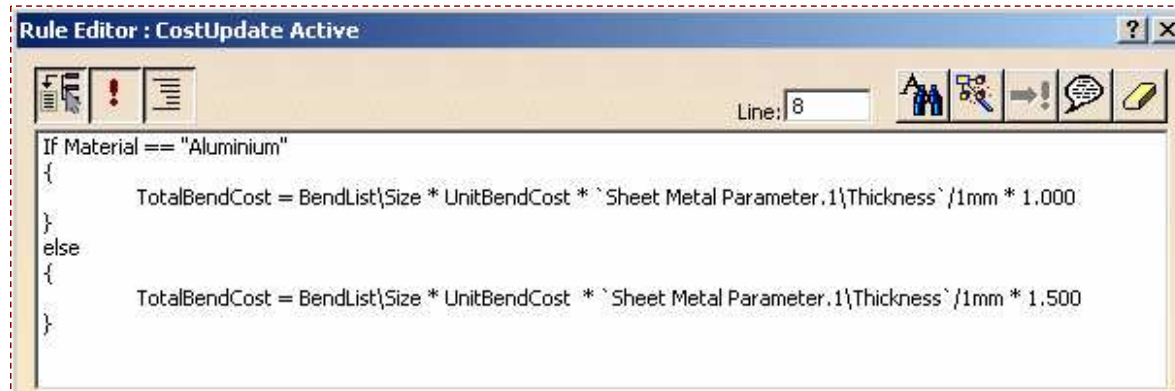 Rule Editor : CostUpdate Active
Line: 8
If Material == "Aluminium"
{
TotalBendCost = BendList\Size * UnitBendCost * `Sheet Metal Parameter.1\Thickness`/1mm * 1.000
}
else
{
TotalBendCost = BendList\Size * UnitBendCost * `Sheet Metal Parameter.1\Thickness`/1mm * 1.500
}